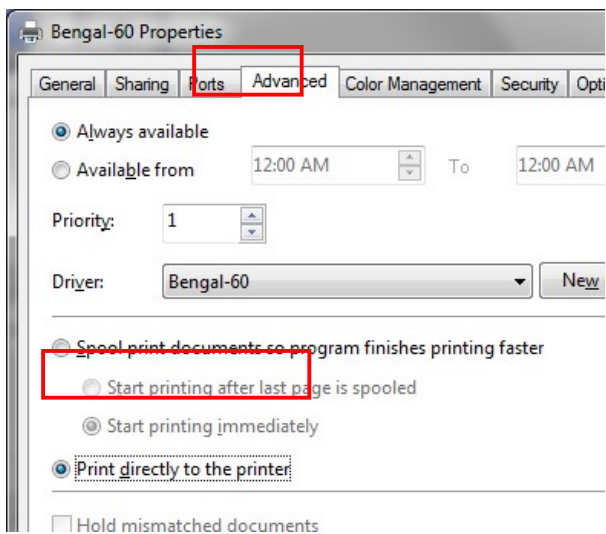 Bengal-60 Properties
General Sharing Ports Advanced Color Management Security Opti
Always available
Available from 12:00 AM To 12:00 AM
Priority: 1
Driver: Bengal-60 New
Spool print documents so program finishes printing faster
Start printing after last page is spooled
Start printing immediately
Print directly to the printer
Hold mismatched documents